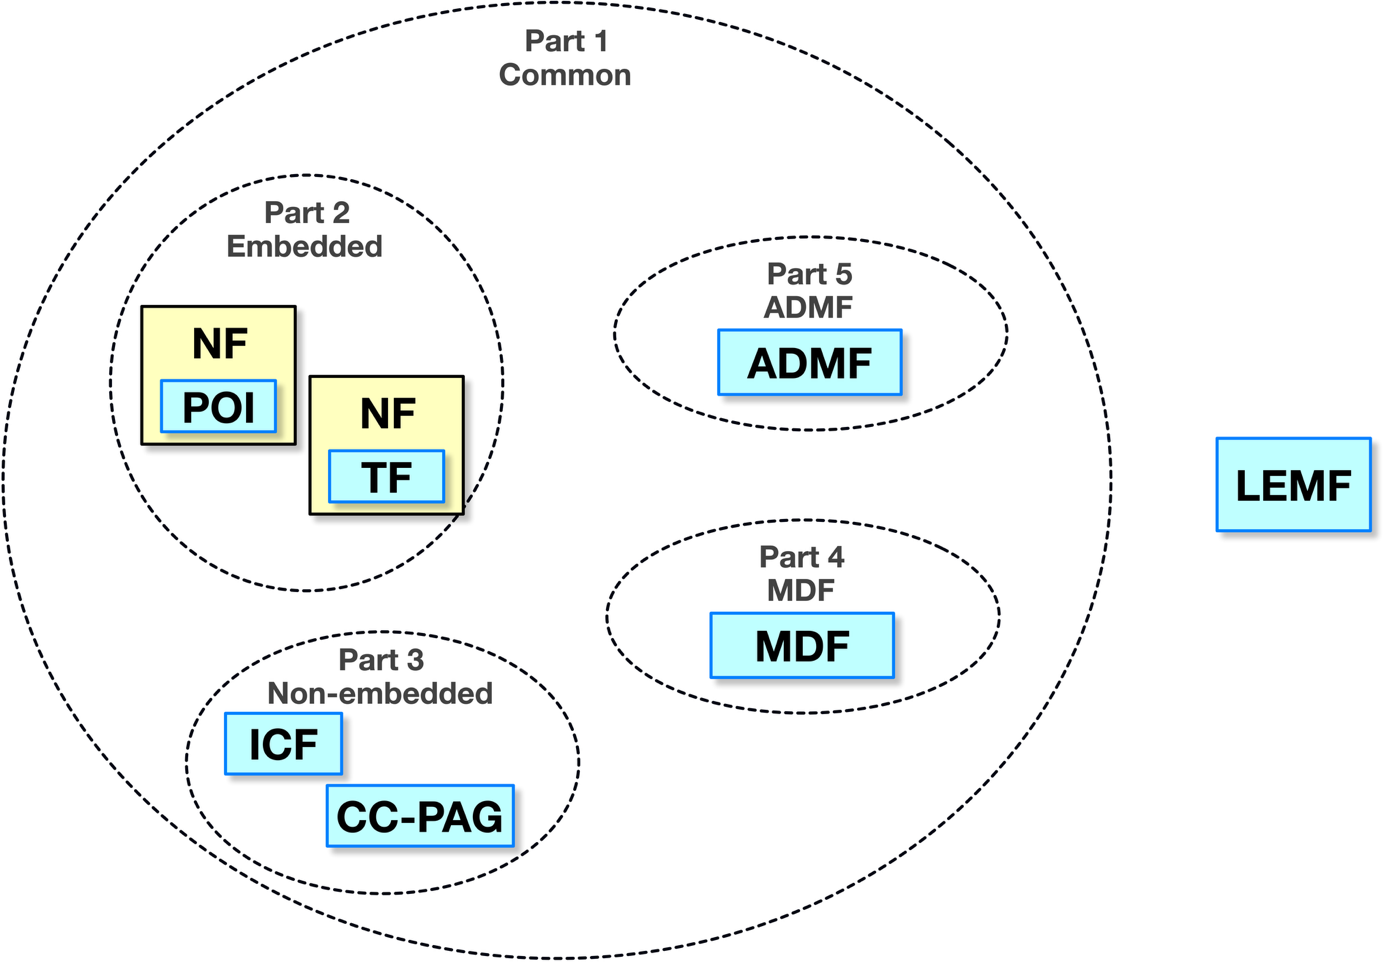 Part 1
Common
Part 2
Embedded
NF
POI
NF
TF
Part 5
ADMF
ADMF
LEMF
Part 4
MDF
MDF
Part 3
Non-embedded
ICF
CC-PAG